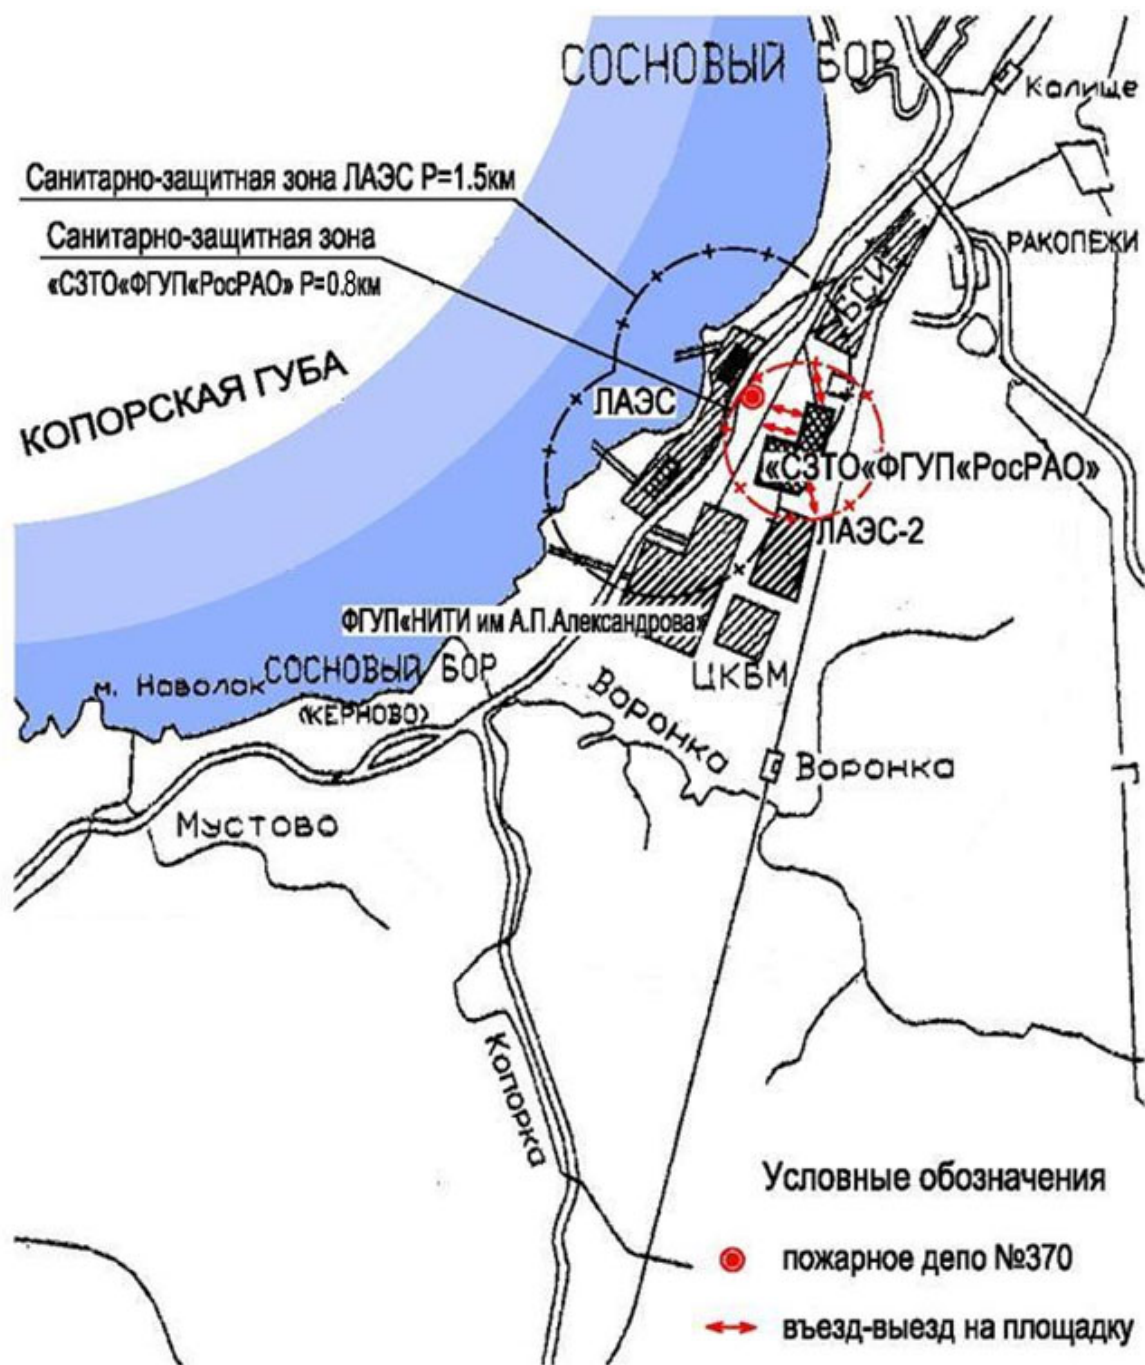 СОСНОВЫЙ БОР
Калище
Санитарно-защитная зона ЛАЭС Р=1.5км
Санитарно-защитная зона
«СЗТО«ФГУП«РосРАО» Р=0.8км
РАКОПЕЖИ
БСИ
КОПОРСКАЯ ГУБА
ЛАЭС
«СЗТО«ФГУП«РосРАО»
ЛАЭС-2
ФГУП«НИТИ им А.П.Александрова»
ЦКБМ
м. Наволок
СОСНОВЫЙ БОР
(КЕРНОВО)
Воронка
Воронка
Мустово
Копорка
Условные обозначения
пожарное депо №370
въезд-выезд на площадку